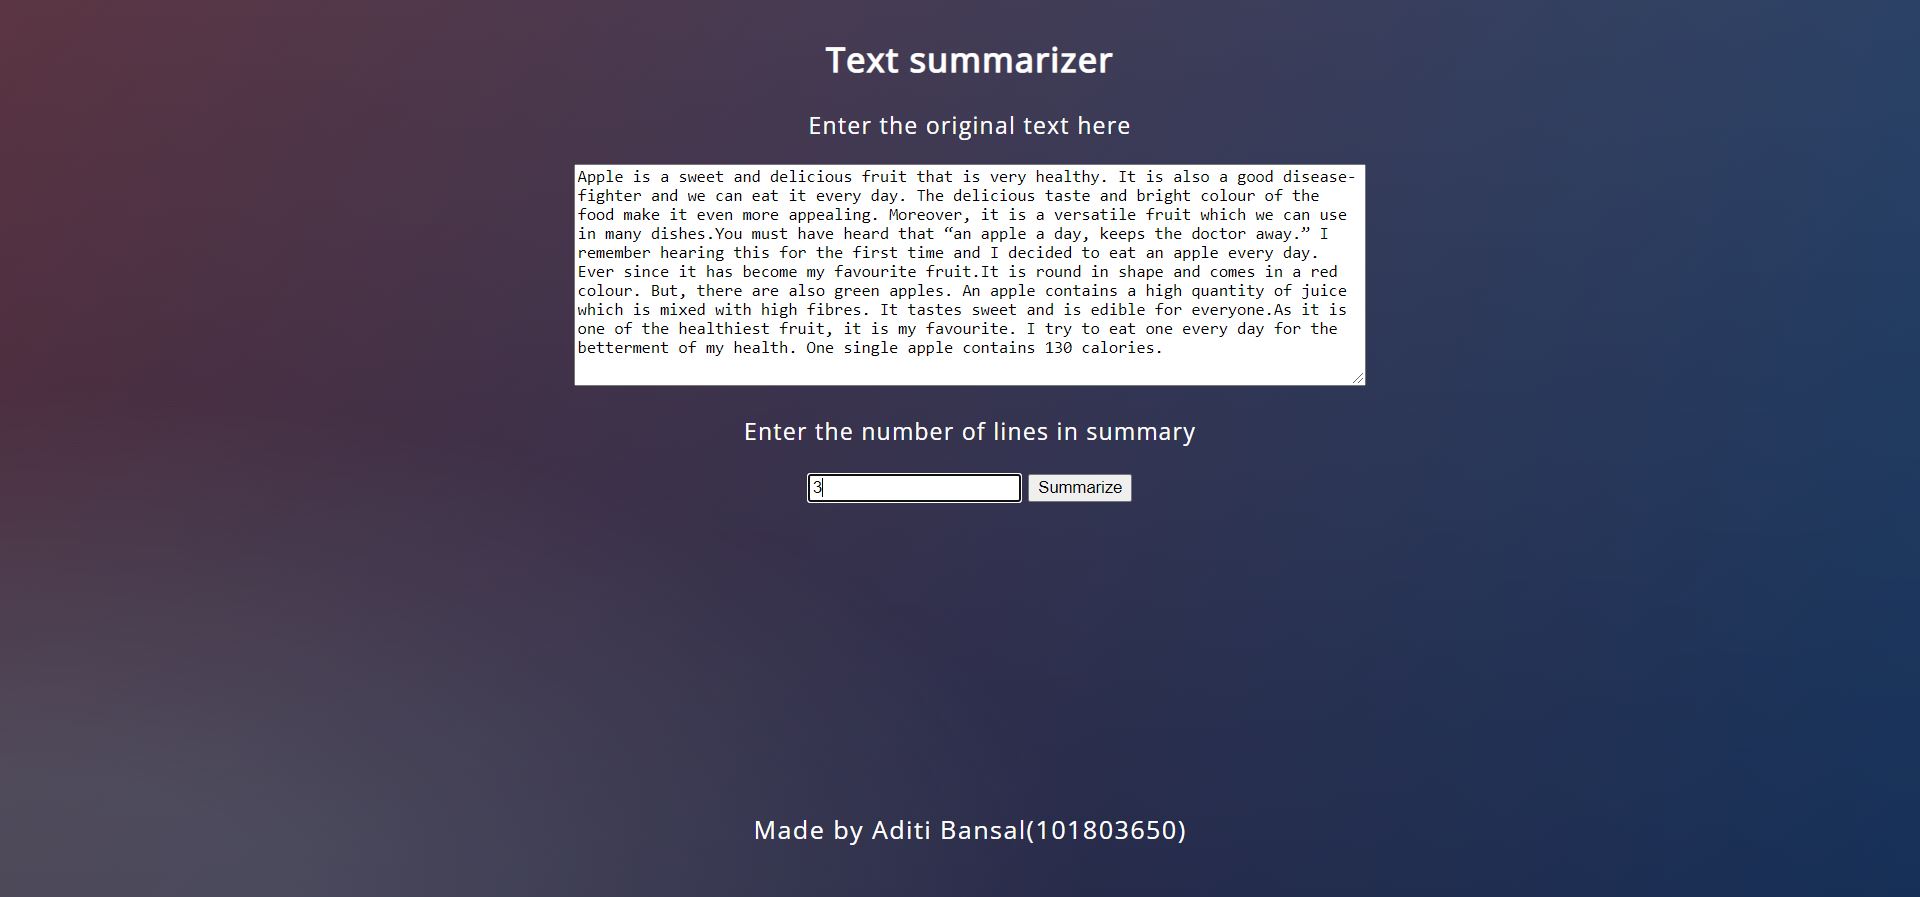 Text summarizer
Enter the original text here
Apple is a sweet and delicious fruit that is very healthy. It is also a good disease-
fighter and we can eat it every day. The delicious taste and bright colour of the
food make it even more appealing. Moreover, it is a versatile fruit which we can use
in many dishes.You must have heard that “an apple a day, keeps the doctor away.” I
remember hearing this for the first time and I decided to eat an apple every day.
Ever since it has become my favourite fruit.It is round in shape and comes in a red
colour. But, there are also green apples. An apple contains a high quantity of juice
which is mixed with high fibres. It tastes sweet and is edible for everyone.As it is
one of the healthiest fruit, it is my favourite. I try to eat one every day for the
betterment of my health. One single apple contains 130 calories.
Enter the number of lines in summary
3 Summarize
Made by Aditi Bansal(101803650)